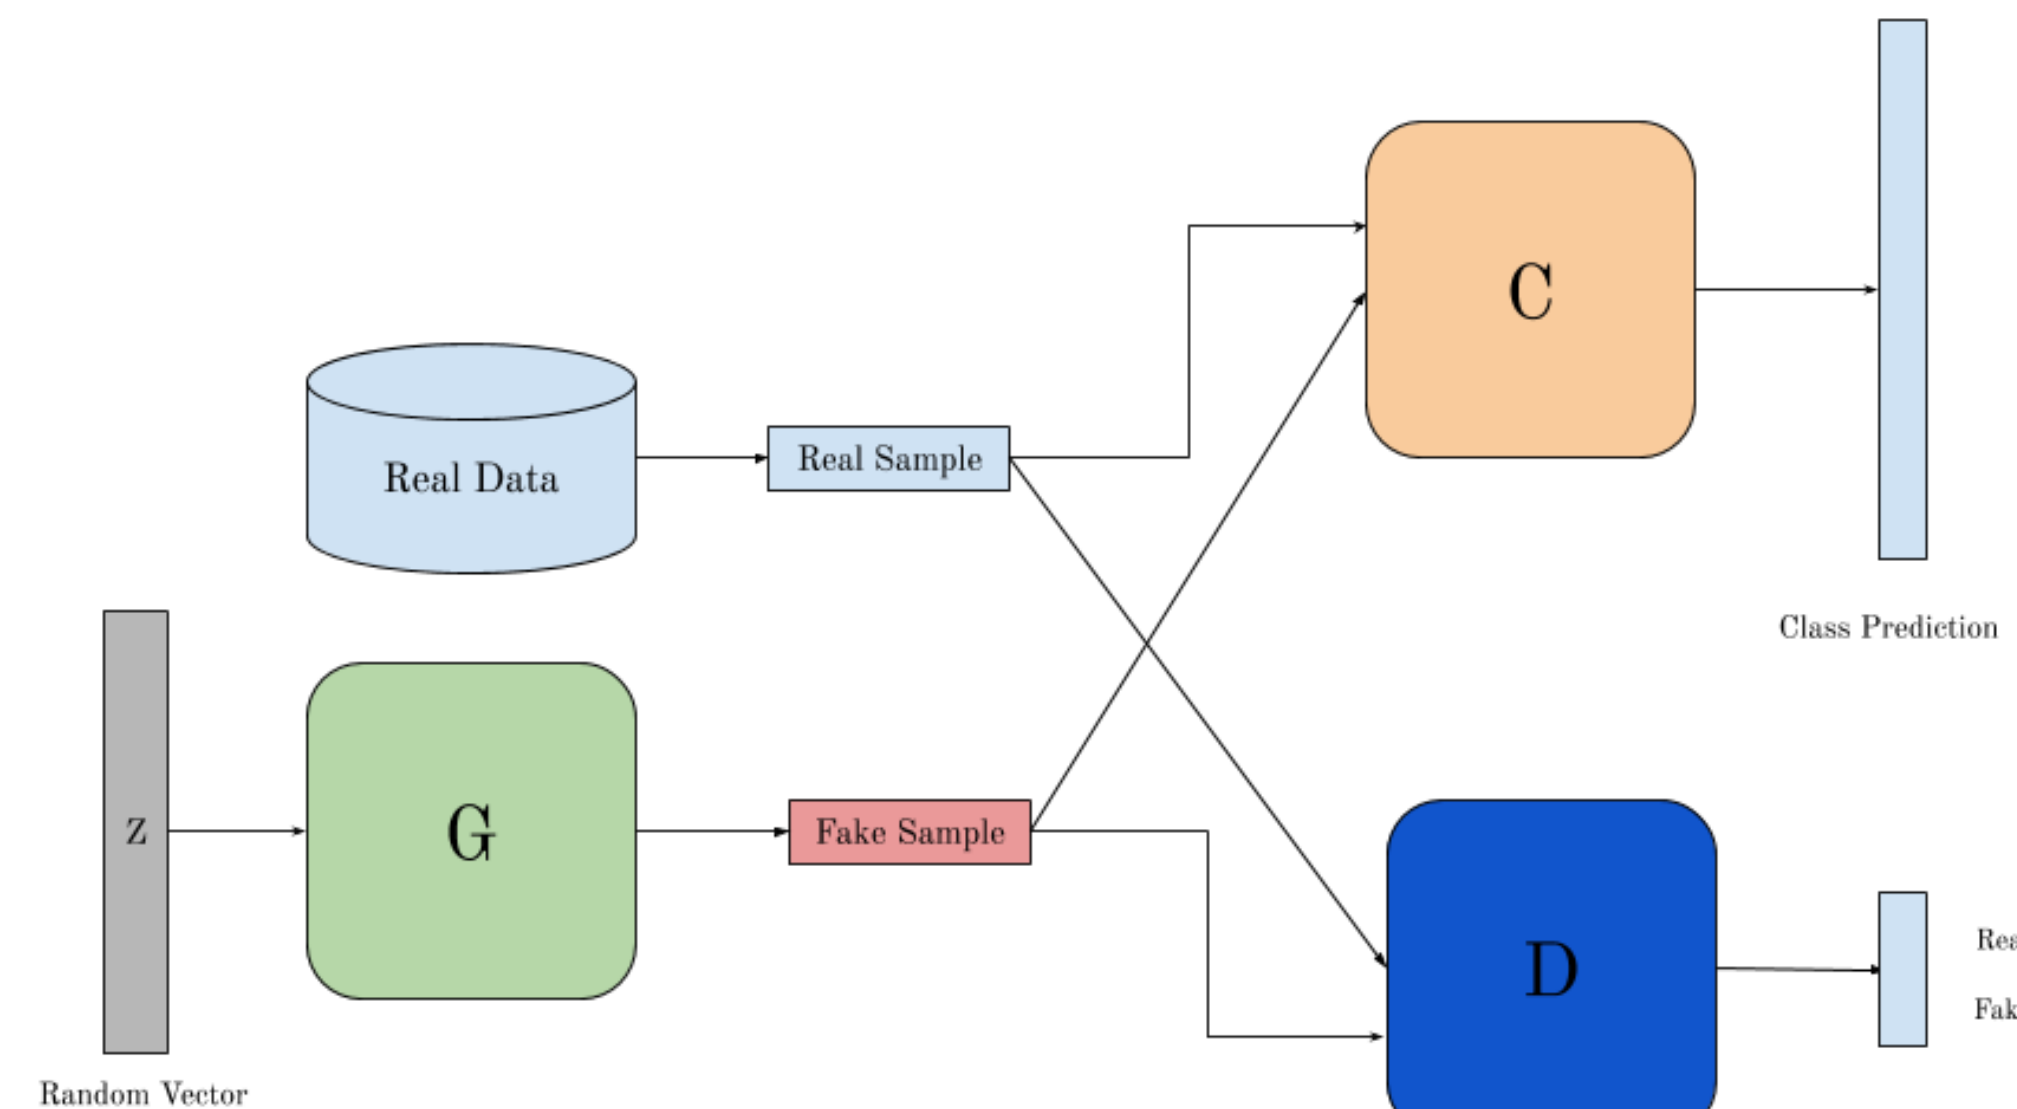 C
Real Data
Real Sample
Class Prediction
Z
G
Fake Sample
D
Random Vector